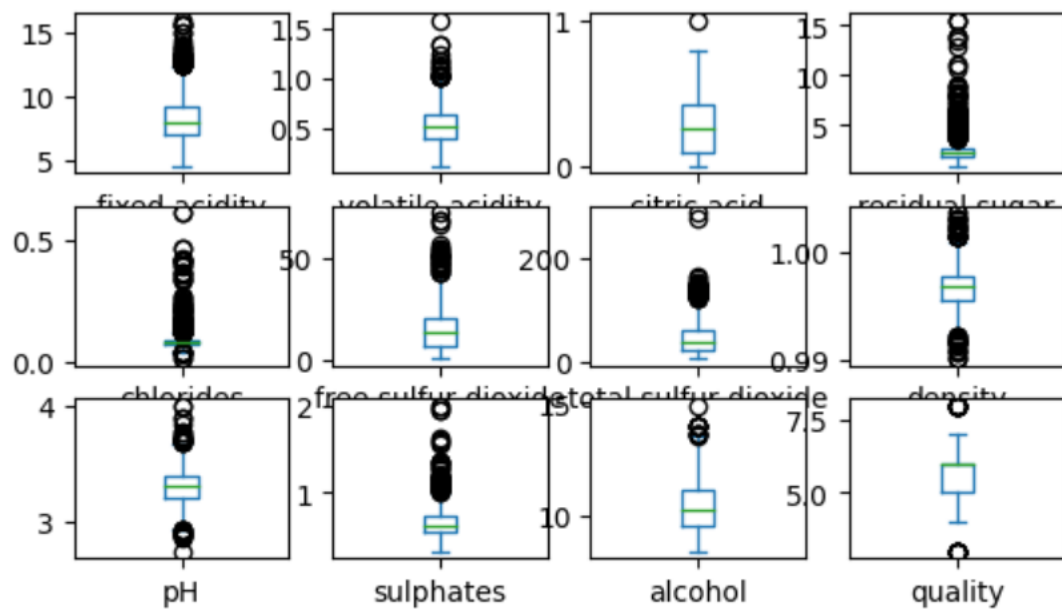 15
10
5
1.5
1.0
0.5
1
0
15
10
5
fixed acidity
volatile acidity
citric acid
residual sugar
0.5
0.0
50
0
200
0
1.00
0.99
chlorides
free sulfur dioxide
total sulfur dioxide
density
4
3
2
1
15
10
7.5
5.0
pH
sulphates
alcohol
quality